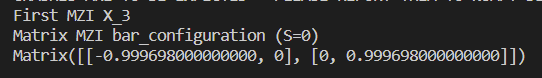 First MZI X_3
Matrix MZI bar_configuration (S=0)
Matrix([[-0.999698000000000, 0], [0, 0.999698000000000]])